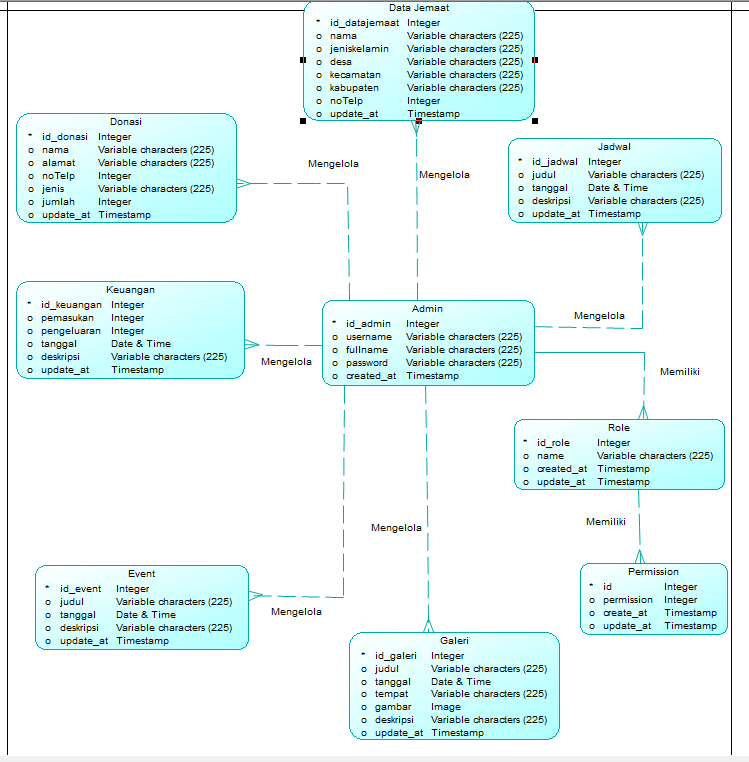 Data Jemaat
* id_datajemaat Integer
o nama Variable characters (225)
o jeniskelamin Variable characters (225)
o desa Variable characters (225)
o kecamatan Variable characters (225)
o kabupaten Variable characters (225)
o noTelp Integer
o update_at Timestamp
Donasi
* id_donasi Integer
o nama Variable characters (225)
o alamat Variable characters (225)
o noTelp Integer
o jenis Variable characters (225)
o jumlah Integer
o update_at Timestamp
Mengelola
Mengelola
Jadwal
* id_jadwal Integer
o judul Variable characters (225)
o tanggal Date & Time
o deskripsi Variable characters (225)
o update_at Timestamp
Keuangan
* id_keuangan Integer
o pemasukan Integer
o pengeluaran Integer
o tanggal Date & Time
o deskripsi Variable characters (225)
o update_at Timestamp
Mengelola
Admin
* id_admin Integer
o username Variable characters (225)
o fullname Variable characters (225)
o password Variable characters (225)
o created_at Timestamp
Mengelola
Memiliki
Role
* id_role Integer
o name Variable characters (225)
o created_at Timestamp
o update_at Timestamp
Memiliki
Mengelola
Event
* id_event Integer
o judul Variable characters (225)
o tanggal Date & Time
o deskripsi Variable characters (225)
o update_at Timestamp
Mengelola
Permission
* id Integer
o permission Integer
o create_at Timestamp
o update_at Timestamp
Galeri
* id_galeri Integer
o judul Variable characters (225)
o tanggal Date & Time
o tempat Variable characters (225)
o gambar Image
o deskripsi Variable characters (225)
o update_at Timestamp